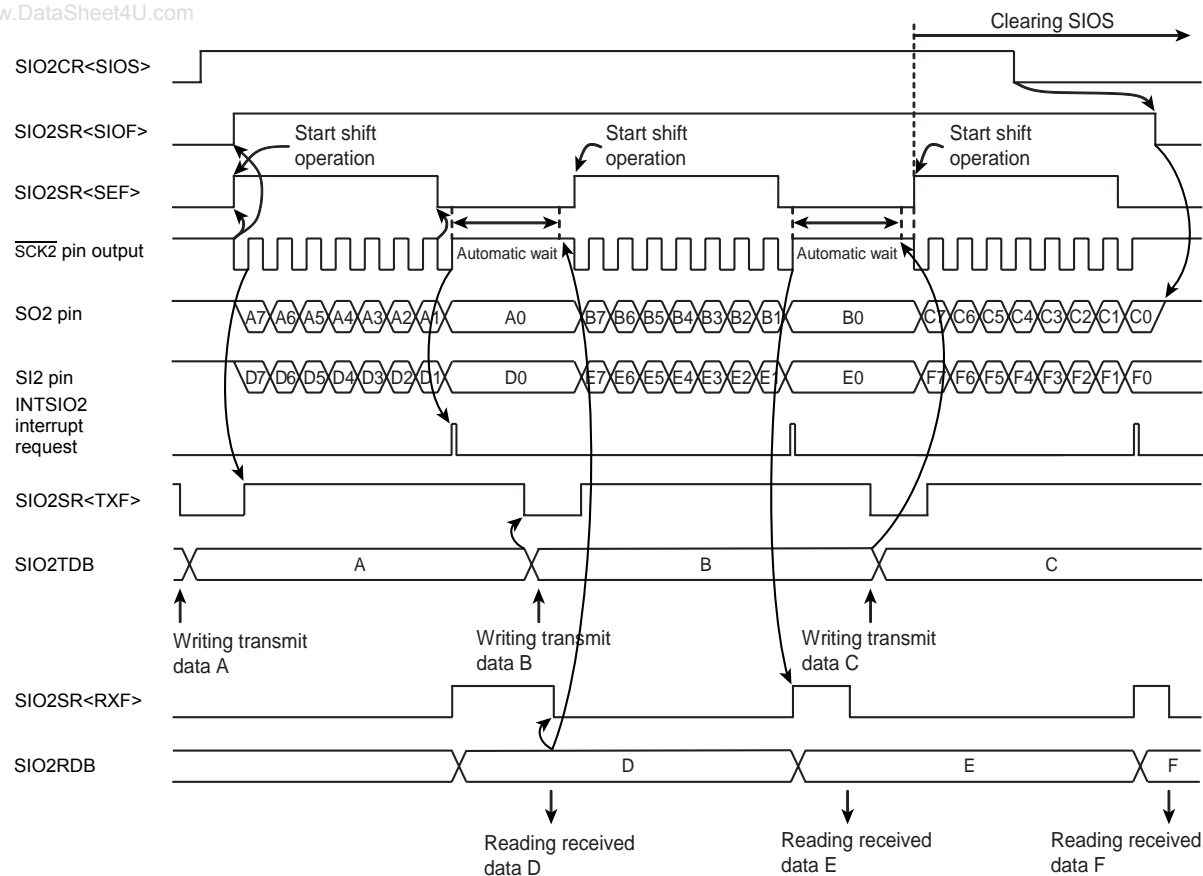 w.DataSheet4U.com
Clearing SIOS
SIO2CR<SIOS>
SIO2SR<SIOF>
Start shift
operation
Start shift
operation
Start shift
operation
SIO2SR<SEF>
SCK2 pin output
Automatic wait
Automatic wait
SO2 pin
A7 A6 A5 A4 A3 A2 A1 A0 B7 B6 B5 B4 B3 B2 B1 B0 C7 C6 C5 C4 C3 C2 C1 C0
SI2 pin
D7 D6 D5 D4 D3 D2 D1 D0 E7 E6 E5 E4 E3 E2 E1 E0 F7 F6 F5 F4 F3 F2 F1 F0
INTSIO2
interrupt
request
SIO2SR<TXF>
SIO2TDB
A B C
Writing transmit
data A
Writing transmit
data B
Writing transmit
data C
SIO2SR<RXF>
SIO2RDB
D E F
Reading received
data D
Reading received
data E
Reading received
data F